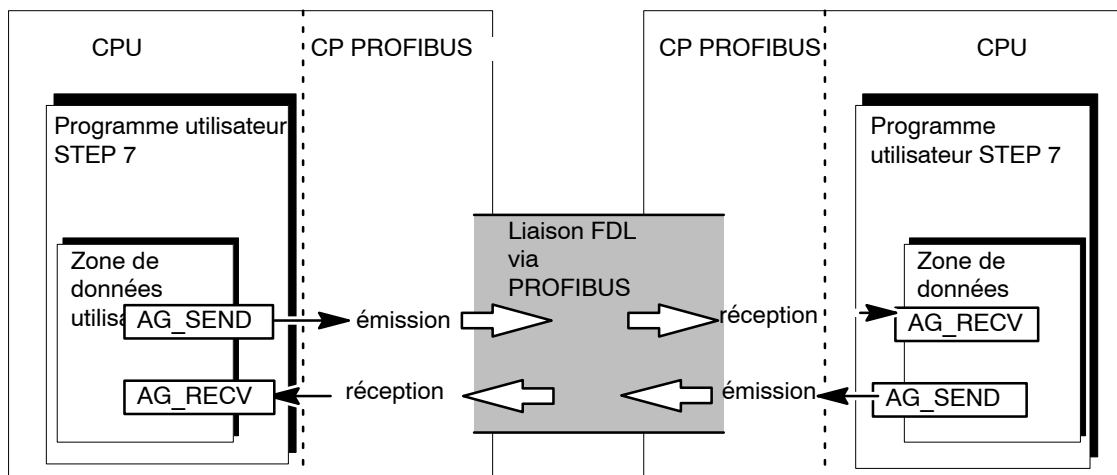 CPU
CP PROFIBUS
CP PROFIBUS
CPU
Programme utilisateur
STEP 7
Programme
utilisateur STEP 7
Liaison FDL
via
PROFIBUS
Zone de
données
Zone de
données
AG_SEND
émission
réception
AG_RECV
AG_RECV
réception
émission
AG_SEND